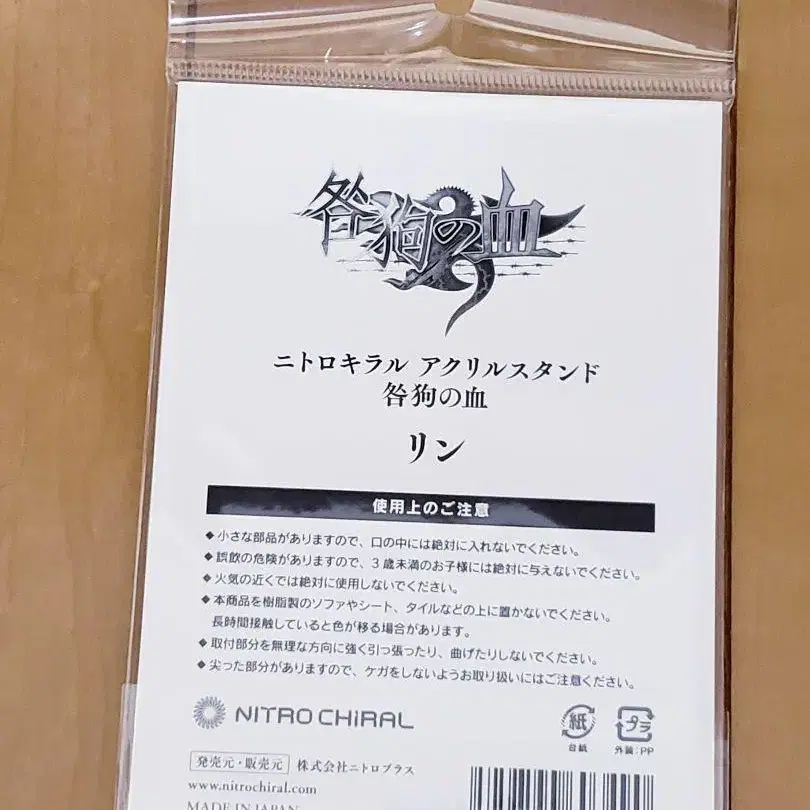 咎狗の血
ニトロキラル アクリルスタンド
咎狗の血
リン
使用上のご注意
◆小さな部品がありますので、口の中には絶対に入れないでください。
◆誤飲の危険がありますので、3歳未満のお子様には絶対に与えないでください。
◆火気の近くでは絶対に使用しないでください。
◆本商品を樹脂製のソファやシート、タイルなどの上に置かないでください。
長時間接触していると色が移る場合があります。
◆取付部分を無理な方向に強く引っ張ったり、曲げたりしないでください。
◆尖った部分がありますので、ケガをしないようお取り扱いにはご注意ください。
NITRO CHiRAL
紙 プラ
台紙 外装:PP
発売元・販売元 株式会社ニトロプラス
www.nitrochiral.com
MADE IN JAPAN